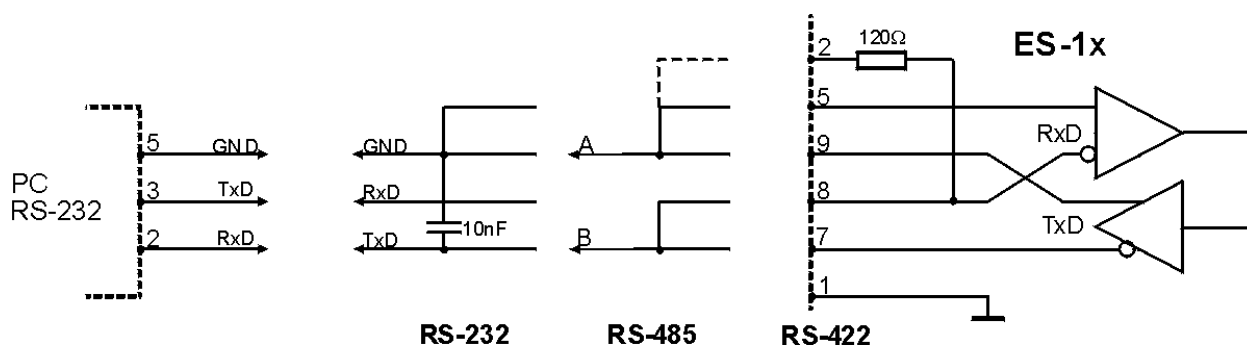 2
120Ω
ES-1x
5
RxD
5
GND
GND
A
9
PC
RS-232
3
TxD
RxD
8
10nF
2
RxD
TxD
B
7
TxD
1
RS-232
RS-485
RS-422